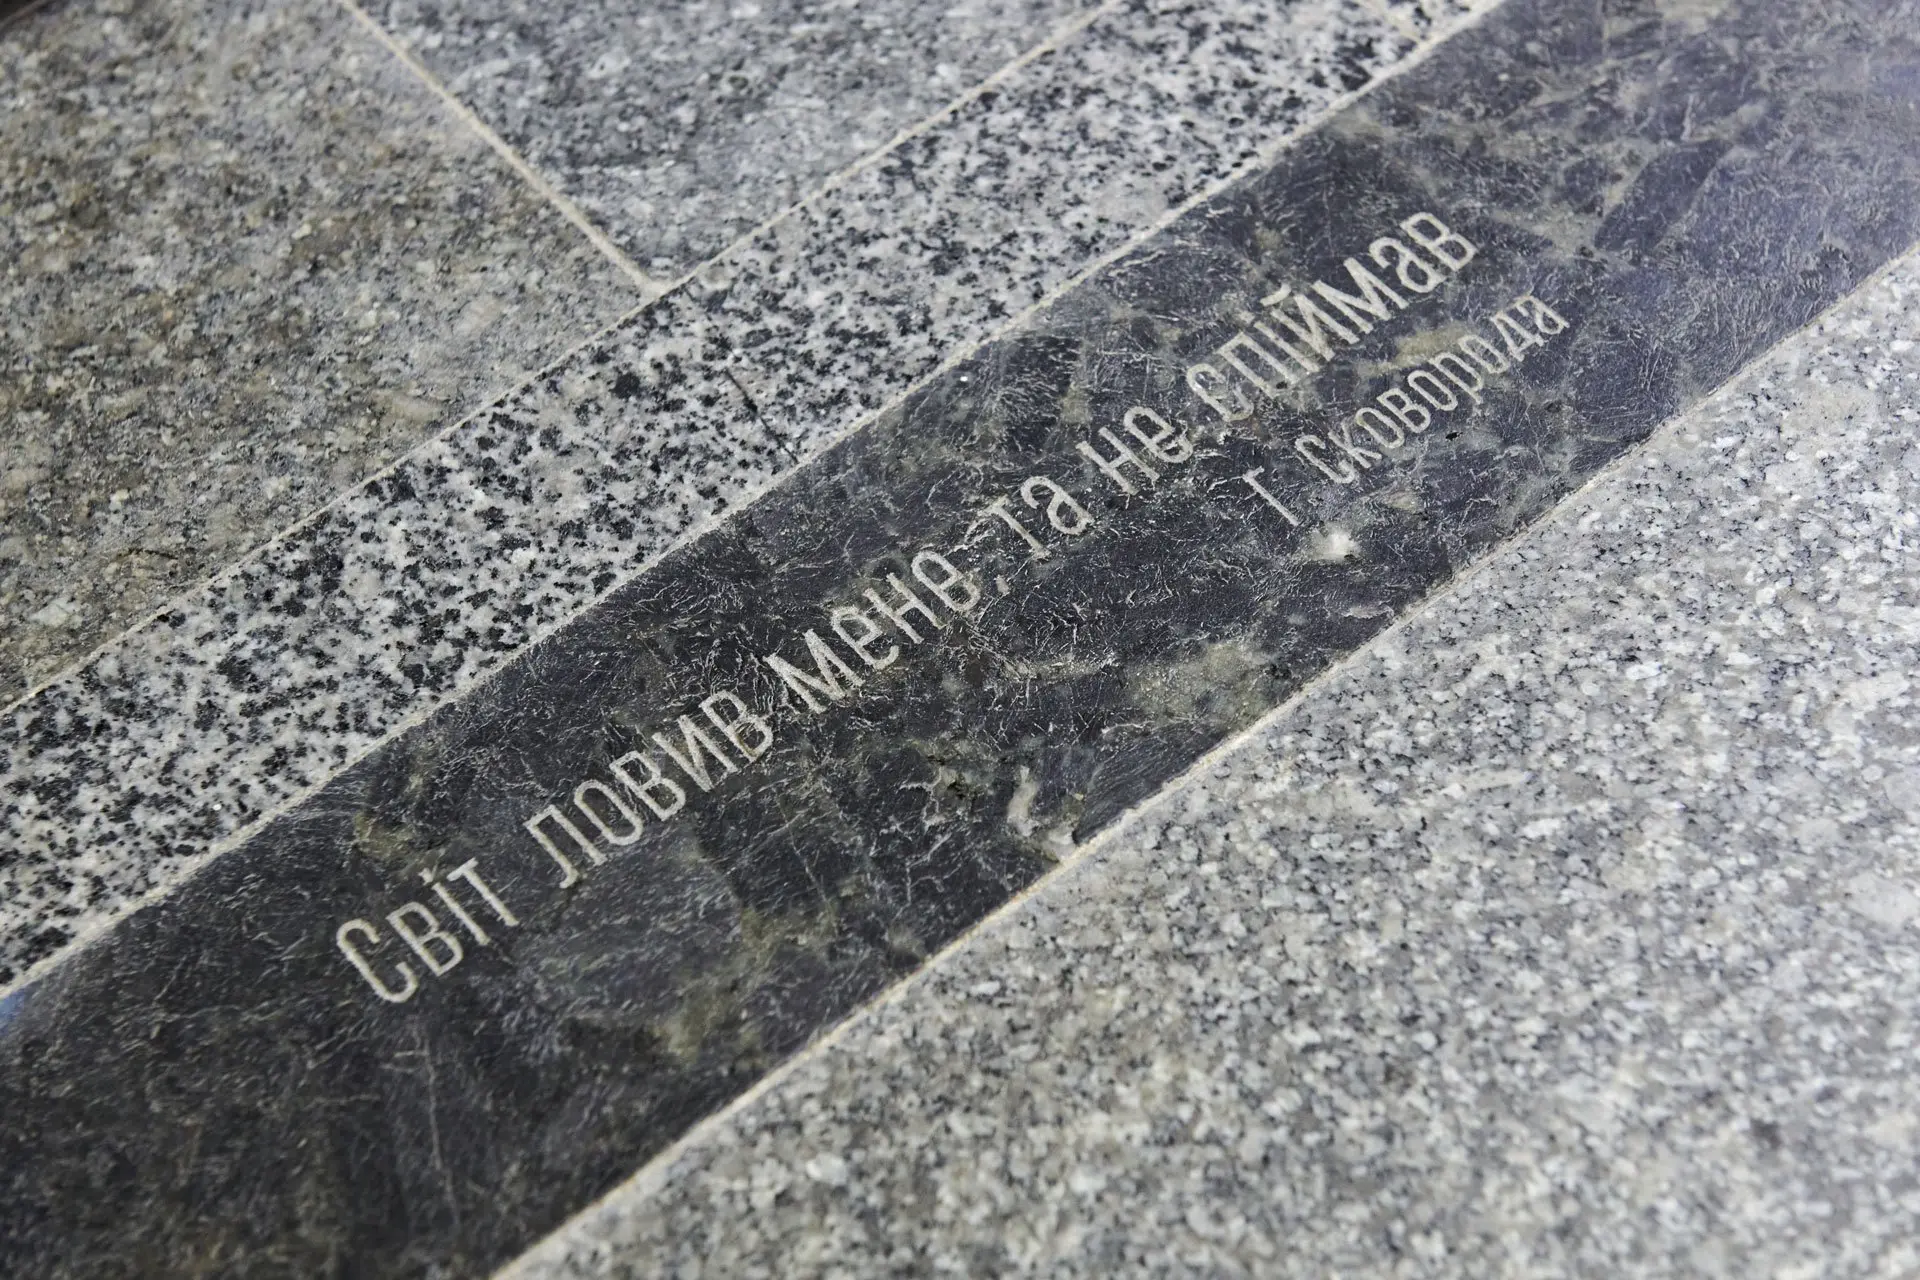 Світ ловив мене, та не спіймав
Г Сковорода